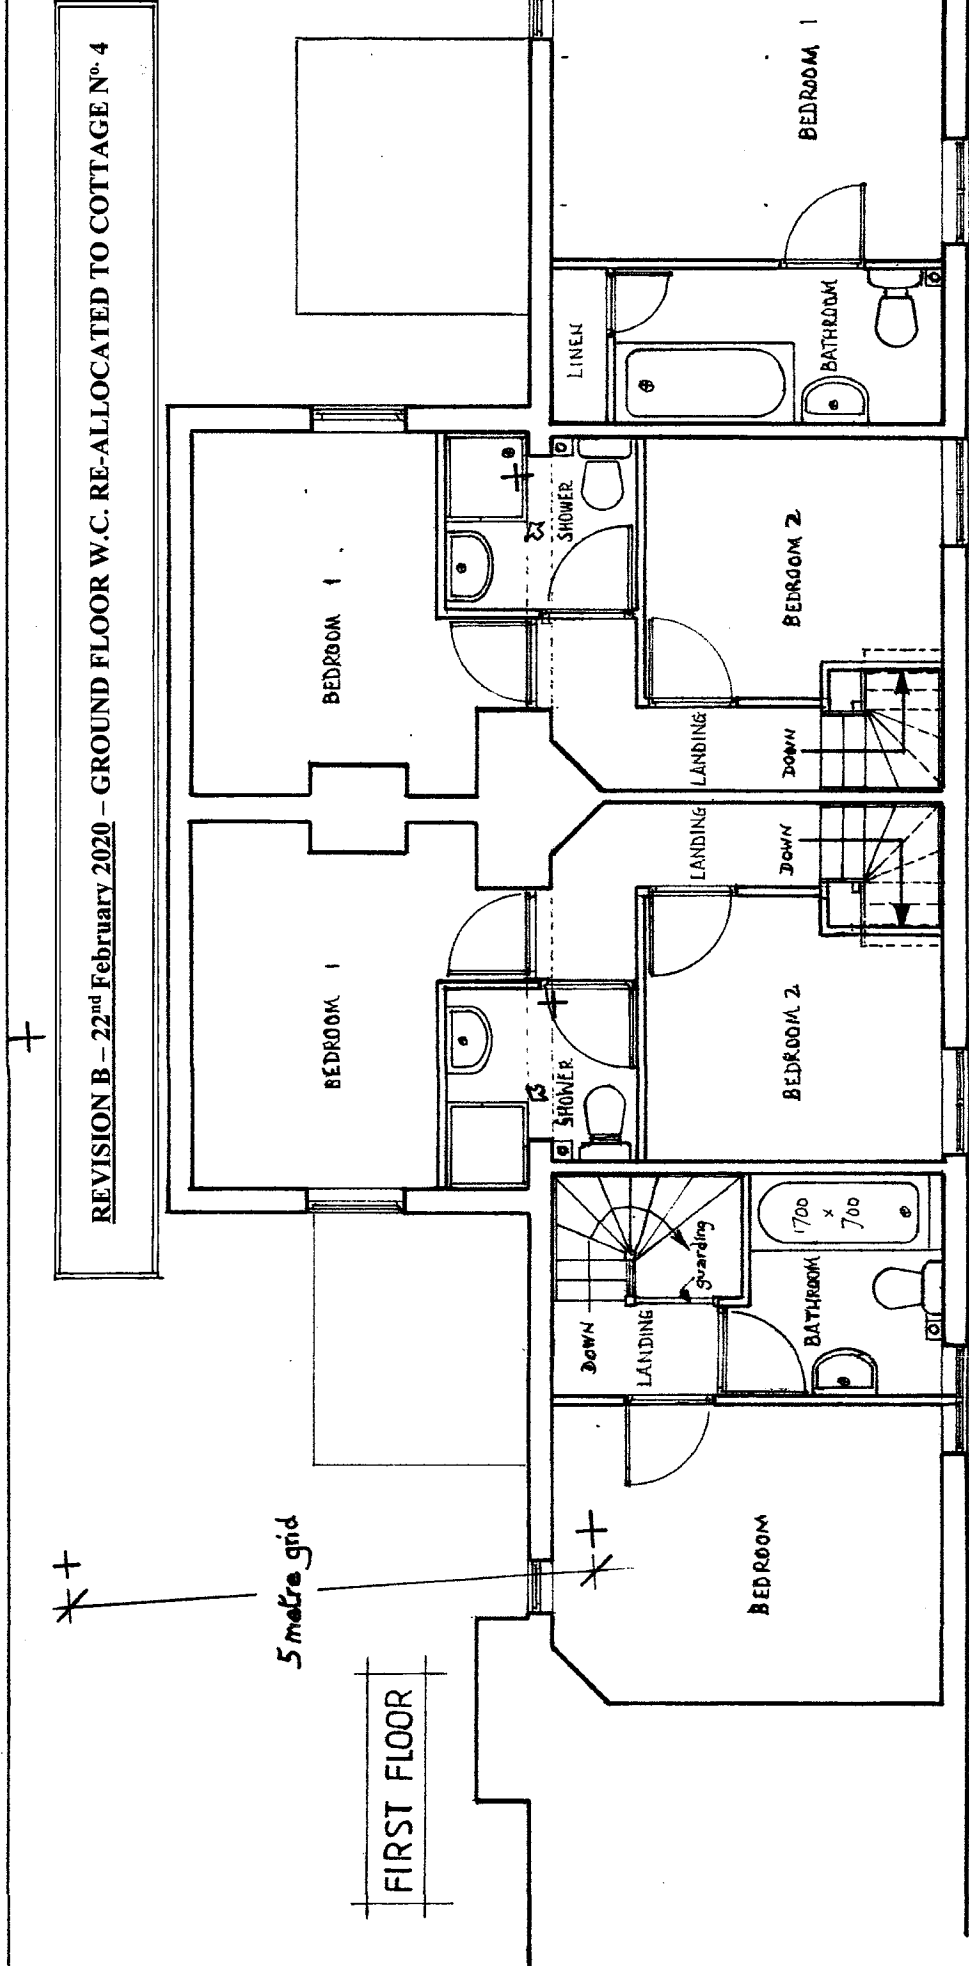 REVISION B – 22nd February 2020 – GROUND FLOOR W.C. RE-ALLOCATED TO COTTAGE No. 4
5 metre grid
FIRST FLOOR
BEDROOM 1
BEDROOM 1
BEDROOM 1
SHOWER
SHOWER
LINEN
BATHROOM
DOWN
LANDING
guarding
BATHROOM
1700
x
700
BEDROOM
LANDING
LANDING
DOWN
DOWN
BEDROOM 2
BEDROOM 2